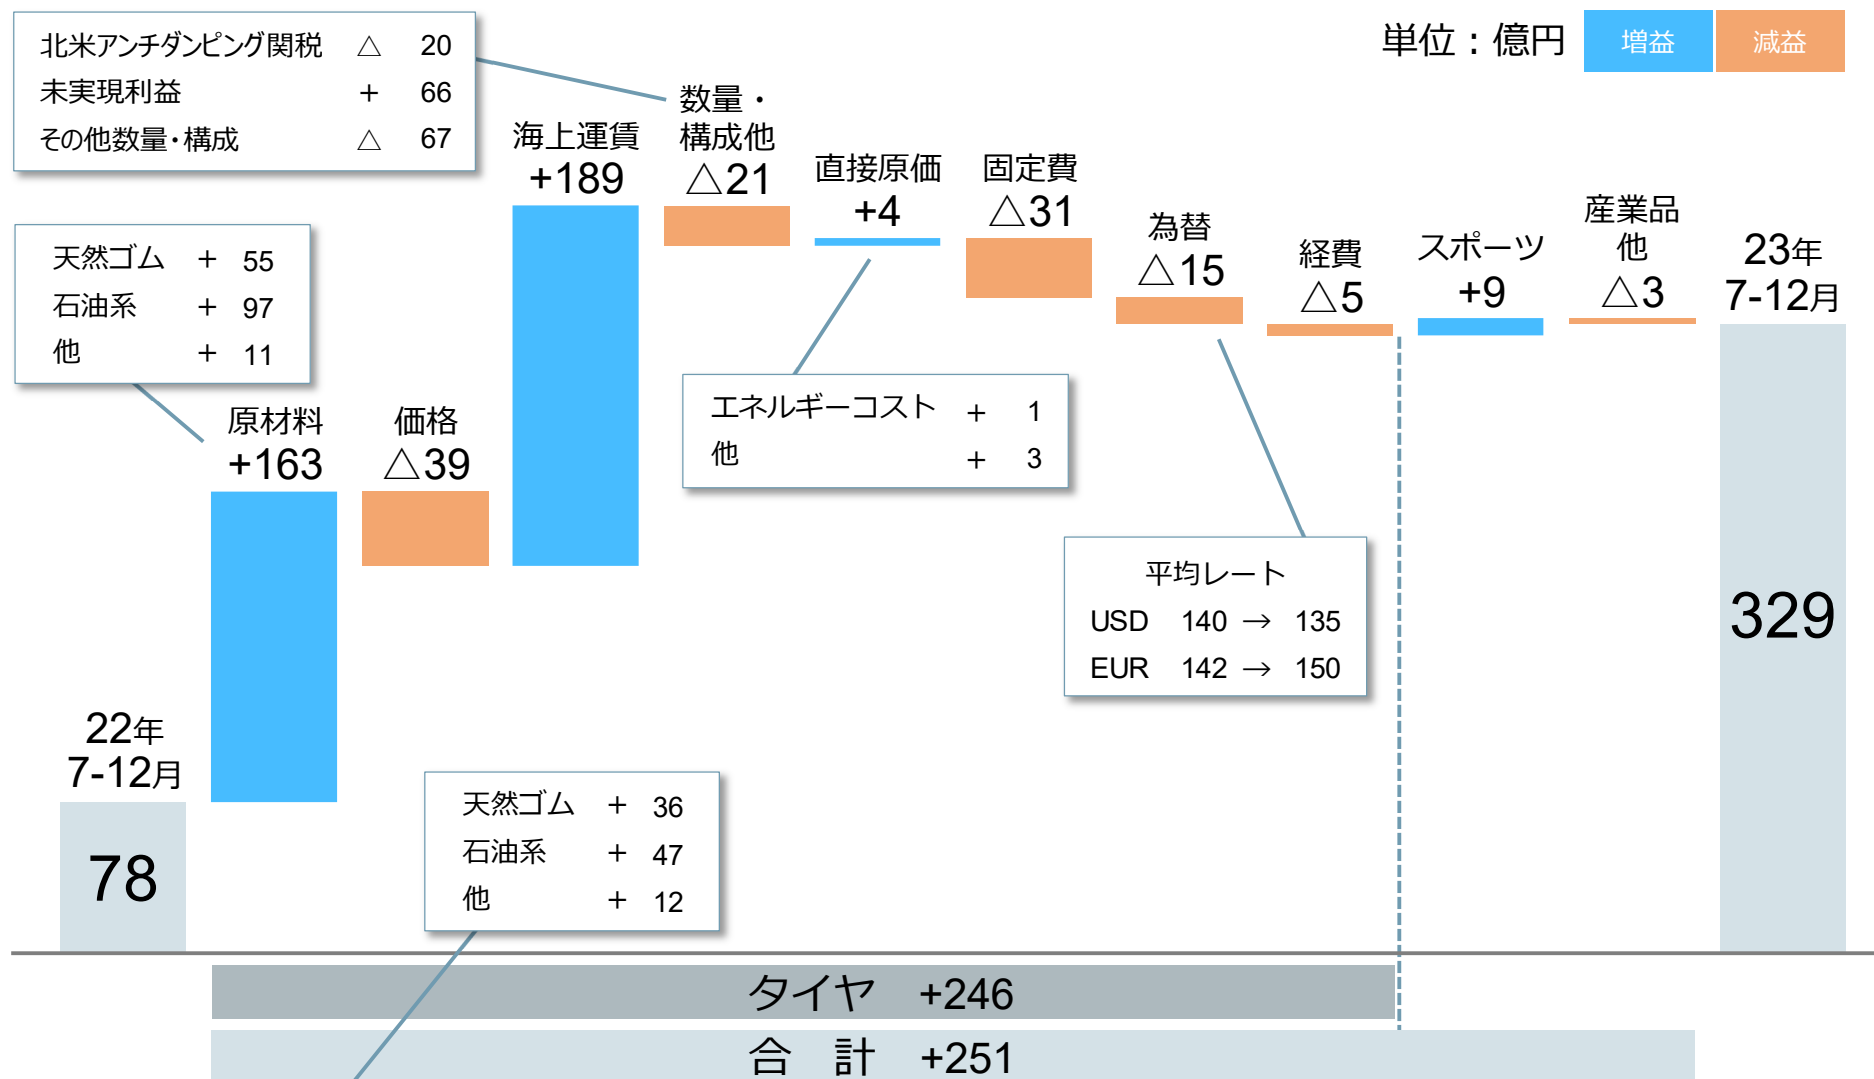 北米アンチダンピング関税 △ 20
未実現利益 + 66
その他数量・構成 △ 67
単位：億円
増益
減益
天然ゴム + 55
石油系 + 97
他 + 11
22年
7-12月
78
原材料
+163
価格
△39
海上運賃
+189
数量・
構成他
△21
直接原価
+4
固定費
△31
為替
△15
経費
△5
スポーツ
+9
産業品
他
△3
23年
7-12月
329
エネルギーコスト + 1
他 + 3
平均レート
USD 140 → 135
EUR 142 → 150
天然ゴム + 36
石油系 + 47
他 + 12
タイヤ +246
合 計 +251